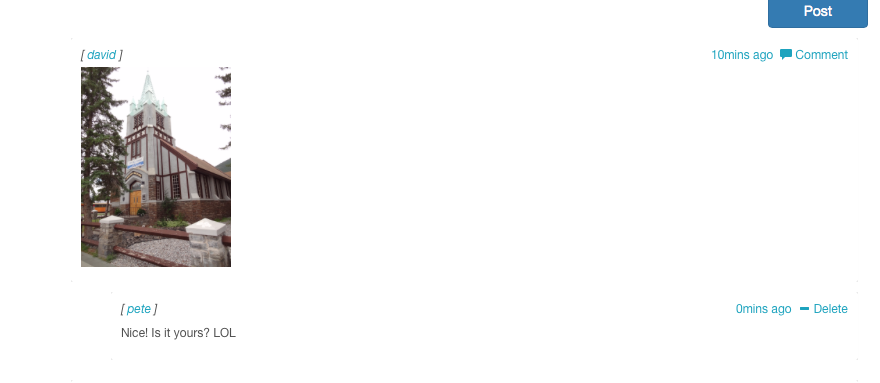 Post
[ david ] 10mins ago Comment
[ pete ] 0mins ago Delete
Nice! Is it yours? LOL